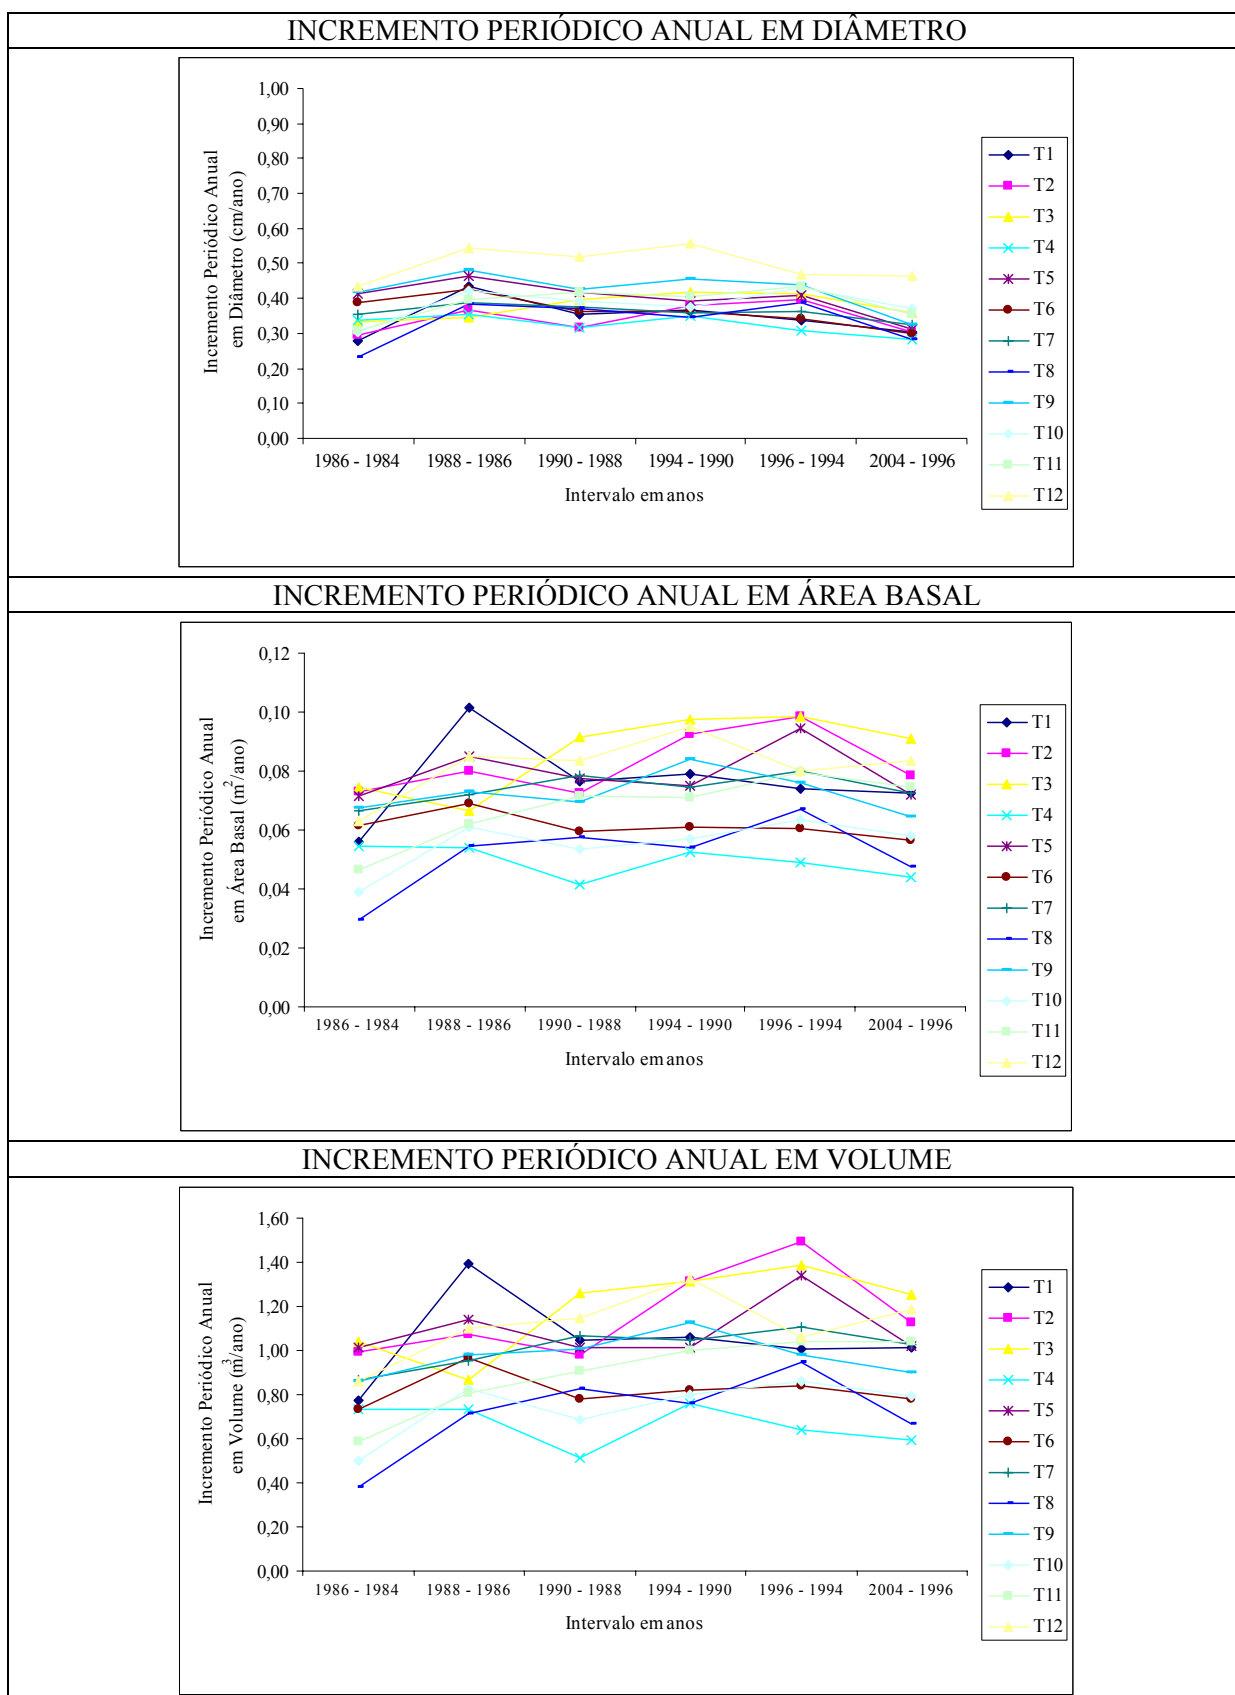 INCREMENTO PERIÓDICO ANUAL EM DIÂMETRO
Incremento Periódico Anual
em Diâmetro (cm/ano)
1,00
0,90
0,80
0,70
0,60
0,50
0,40
0,30
0,20
0,10
0,00
1986 - 1984 1988 - 1986 1990 - 1988 1994 - 1990 1996 - 1994 2004 - 1996
Intervalo em anos
T1
T2
T3
T4
T5
T6
T7
T8
T9
T10
T11
T12
INCREMENTO PERIÓDICO ANUAL EM ÁREA BASAL
Incremento Periódico Anual
em Área Basal (m²/ano)
0,12
0,10
0,08
0,06
0,04
0,02
0,00
1986 - 1984 1988 - 1986 1990 - 1988 1994 - 1990 1996 - 1994 2004 - 1996
Intervalo em anos
T1
T2
T3
T4
T5
T6
T7
T8
T9
T10
T11
T12
INCREMENTO PERIÓDICO ANUAL EM VOLUME
Incremento Periódico Anual
em Volume (m³/ano)
1,60
1,40
1,20
1,00
0,80
0,60
0,40
0,20
0,00
1986 - 1984 1988 - 1986 1990 - 1988 1994 - 1990 1996 - 1994 2004 - 1996
Intervalo em anos
T1
T2
T3
T4
T5
T6
T7
T8
T9
T10
T11
T12